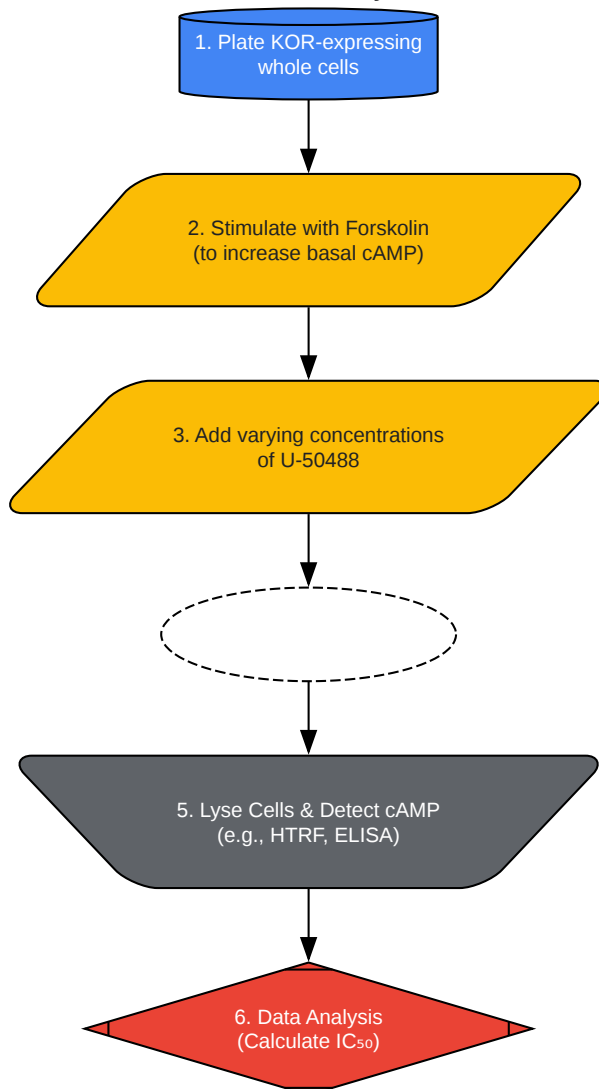 1. Plate KOR-expressing
whole cells
2. Stimulate with Forskolin
(to increase basal cAMP)
3. Add varying concentrations
of U-50488
5. Lyse Cells & Detect cAMP
(e.g., HTRF, ELISA)
6. Data Analysis
(Calculate IC₅₀)